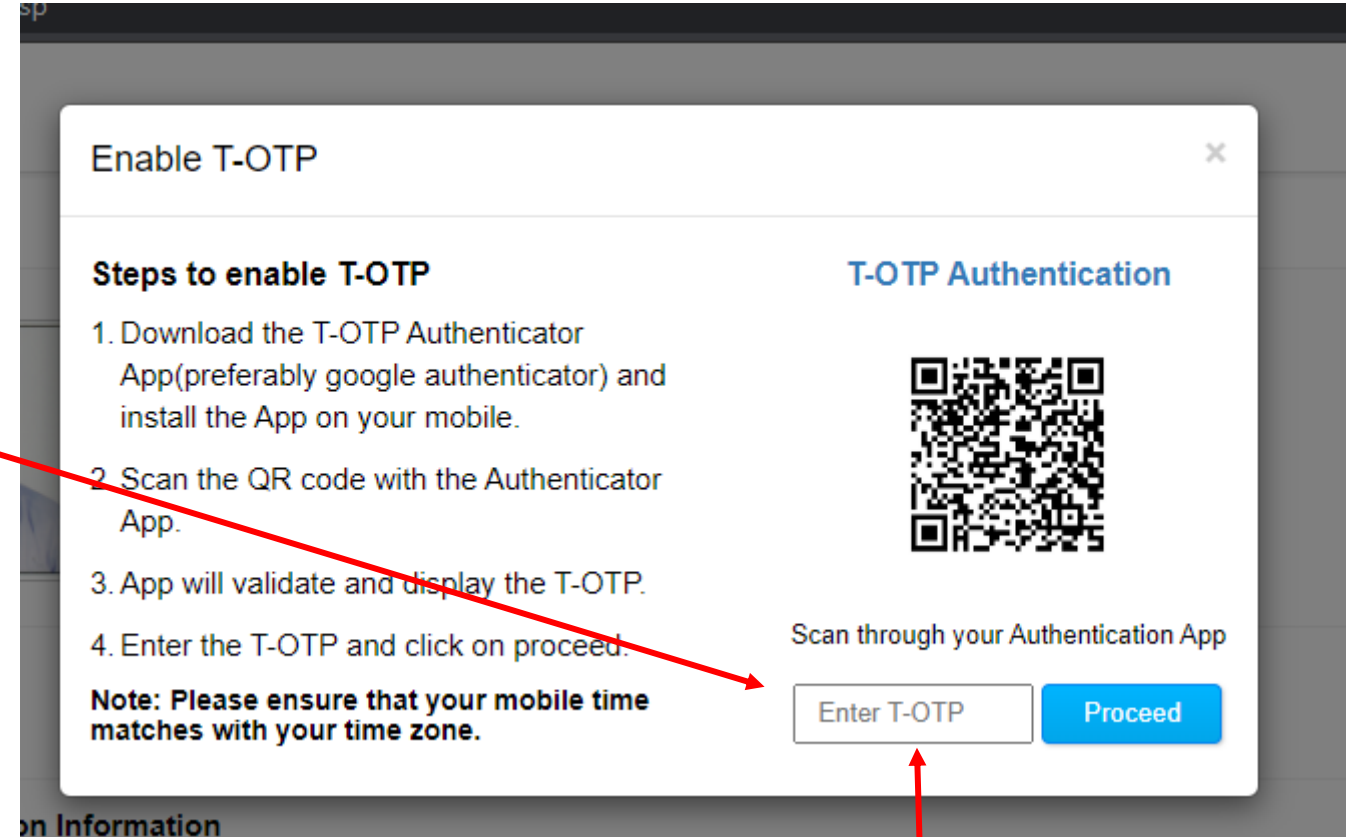 sp
Enable T-OTP
×
Steps to enable T-OTP
1. Download the T-OTP Authenticator
App(preferably google authenticator) and
install the App on your mobile.
2. Scan the QR code with the Authenticator
App.
3. App will validate and display the T-OTP.
4. Enter the T-OTP and click on proceed.
Note: Please ensure that your mobile time
matches with your time zone.
T-OTP Authentication
Scan through your Authentication App
Enter T-OTP
Proceed
on Information